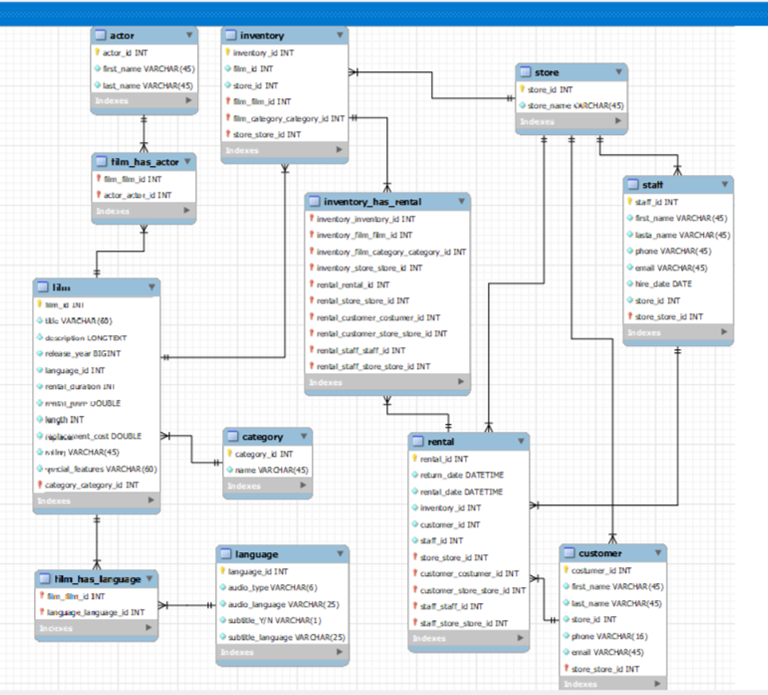 actor
actor_id INT
first_name VARCHAR(45)
last_name VARCHAR(45)
Indexes
inventory
inventory_id INT
film_id INT
store_id INT
film_film_id INT
film_category_category_id INT
store_store_id INT
Indexes
store
store_id INT
store_name VARCHAR(45)
Indexes
film_has_actor
film_film_id INT
actor_actor_id INT
Indexes
inventory_has_rental
inventory_inventory_id INT
inventory_film_film_id INT
inventory_film_category_category_id INT
inventory_store_store_id INT
rental_rental_id INT
rental_store_store_id INT
rental_customer_costumer_id INT
rental_customer_store_store_id INT
rental_staff_staff_id INT
rental_staff_store_store_id INT
Indexes
staff
staff_id INT
first_name VARCHAR(45)
lasta_name VARCHAR(45)
phone VARCHAR(45)
email VARCHAR(45)
hire_date DATE
store_id INT
store_store_id INT
Indexes
film
film_id INT
title VARCHAR(60)
description LONGTEXT
release_year BIGINT
language_id INT
rental_duration INT
DOUBLE
length INT
replacement_cost DOUBLE
VARCHAR(45)
special_features VARCHAR(60)
category_category_id INT
Indexes
category
category_id INT
name VARCHAR(45)
Indexes
rental
rental_id INT
return_date DATETIME
rental_date DATETIME
inventory_id INT
customer_id INT
staff_id INT
store_store_id INT
customer_costumer_id INT
customer_store_store_id INT
staff_staff_id INT
staff_store_store_id INT
Indexes
film_has_language
film_film_id INT
language_language_id INT
Indexes
language
language_id INT
audio_type VARCHAR(6)
audio_language VARCHAR(25)
subtitle_Y/N VARCHAR(1)
subtitle_language VARCHAR(25)
Indexes
customer
costumer_id INT
first_name VARCHAR(45)
last_name VARCHAR(45)
store_id INT
phone VARCHAR(16)
email VARCHAR(45)
store_store_id INT
Indexes